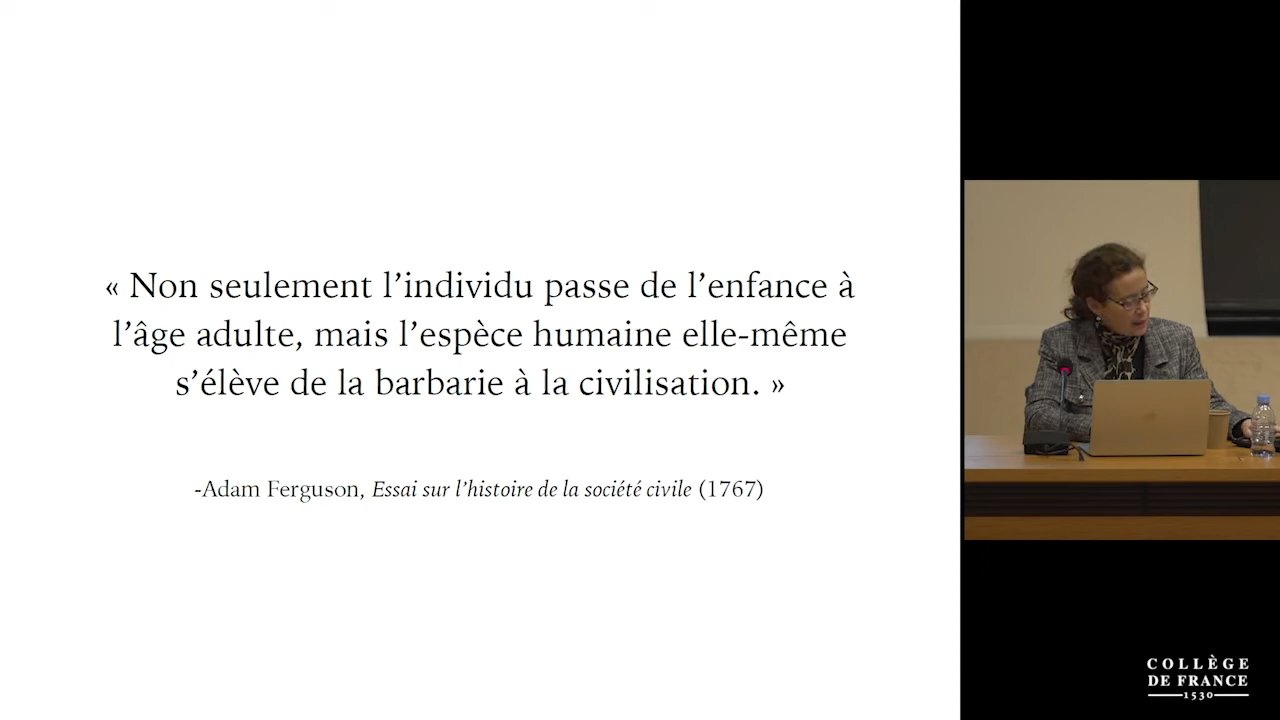 « Non seulement l’individu passe de l’enfance à
l’âge adulte, mais l’espèce humaine elle-même
s’élève de la barbarie à la civilisation. »
-Adam Ferguson, Essai sur l’histoire de la société civile (1767)
COLLÈGE
DE FRANCE
1530